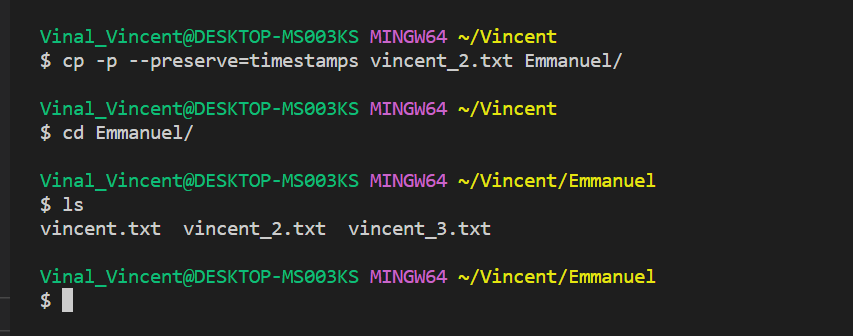 Vinal_Vincent@DESKTOP-MS003KS MINGW64 ~/Vincent
$ cp -p --preserve=timestamps vincent_2.txt Emmanuel/
Vinal_Vincent@DESKTOP-MS003KS MINGW64 ~/Vincent
$ cd Emmanuel/
Vinal_Vincent@DESKTOP-MS003KS MINGW64 ~/Vincent/Emmanuel
$ ls
vincent.txt  vincent_2.txt  vincent_3.txt
Vinal_Vincent@DESKTOP-MS003KS MINGW64 ~/Vincent/Emmanuel
$